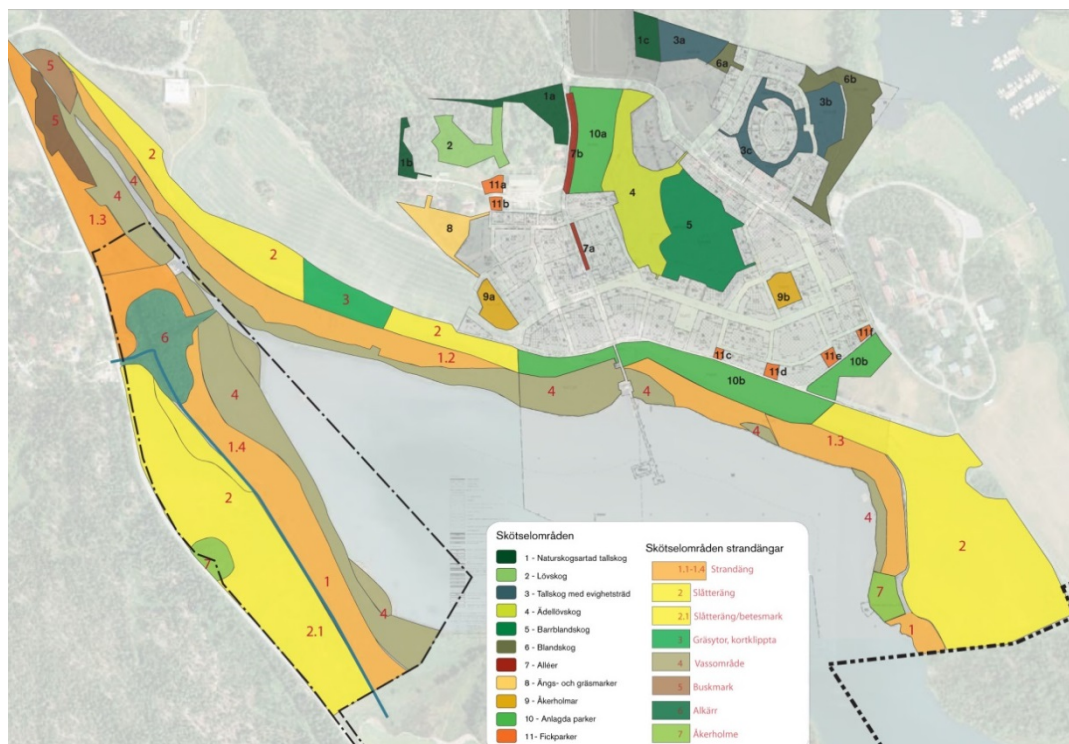 1c
3a
6a
6b
5
1a
3b
2
10a
5
2
3c
1b
7b
4
4
4
11a
11b
5
1.3
8
7a
2
3
9a
9b
2
11f
6
1.2
11c
11e
11d
10b
10b
4
4
4
4
1.3
1.4
2
4
2
7
7
1
4
1
2.1
Skötselområden
1 - Naturskogsartad tallskog
2 - Lövskog
3 - Tallskog med evighetsträd
4 - Ädellövskog
5 - Barrblandskog
6 - Blandskog
7 - Alléer
8 - Ängs- och gräsmarker
9 - Åkerholmar
10 - Anlagda parker
11- Fickparker
Skötselområden strandängar
1.1-1.4 Strandäng
2 Slåtteräng
2.1 Slåtteräng/betesmark
3 Gräsytor, kortklippta
4 Vassområde
5 Buskmark
6 Alkärr
7 Åkerholme